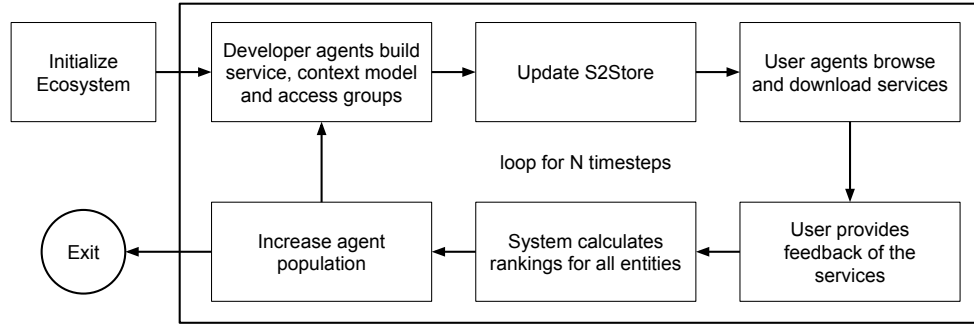 Initialize
Ecosystem
Developer agents build
service, context model
and access groups
Update S2Store
User agents browse
and download services
loop for N timesteps
Exit
Increase agent
population
System calculates
rankings for all entities
User provides
feedback of the
services